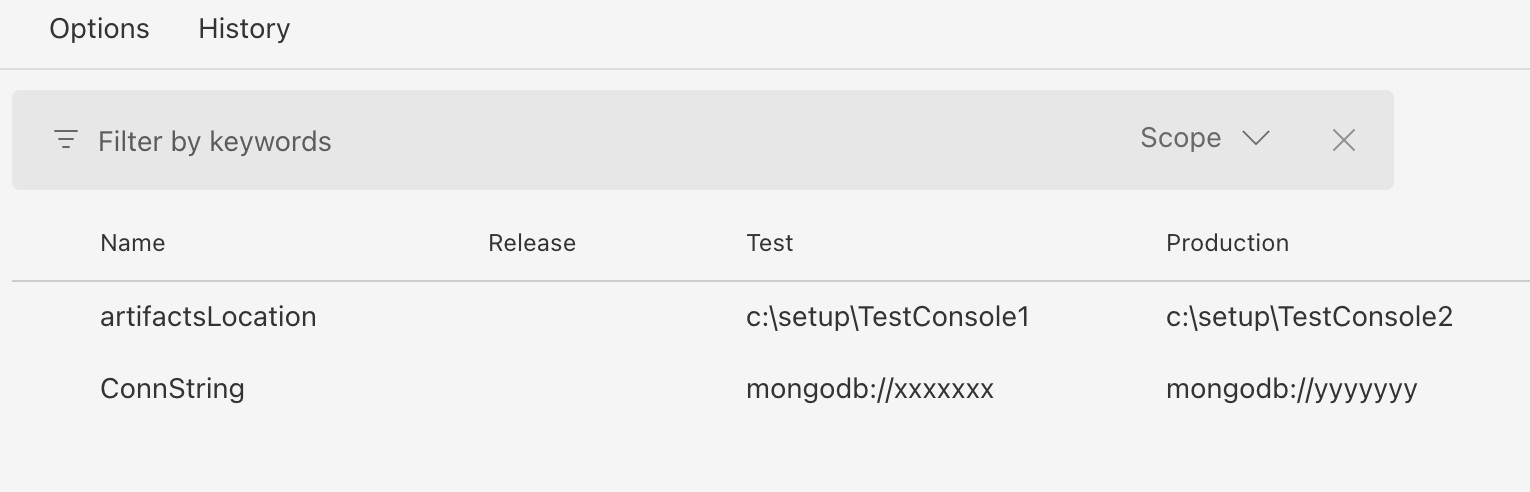 Options History
Filter by keywords Scope
Name Release Test Production
artifactsLocation c:\setup\TestConsole1 c:\setup\TestConsole2
ConnString mongodb://xxxxxxx mongodb://yyyyyyy